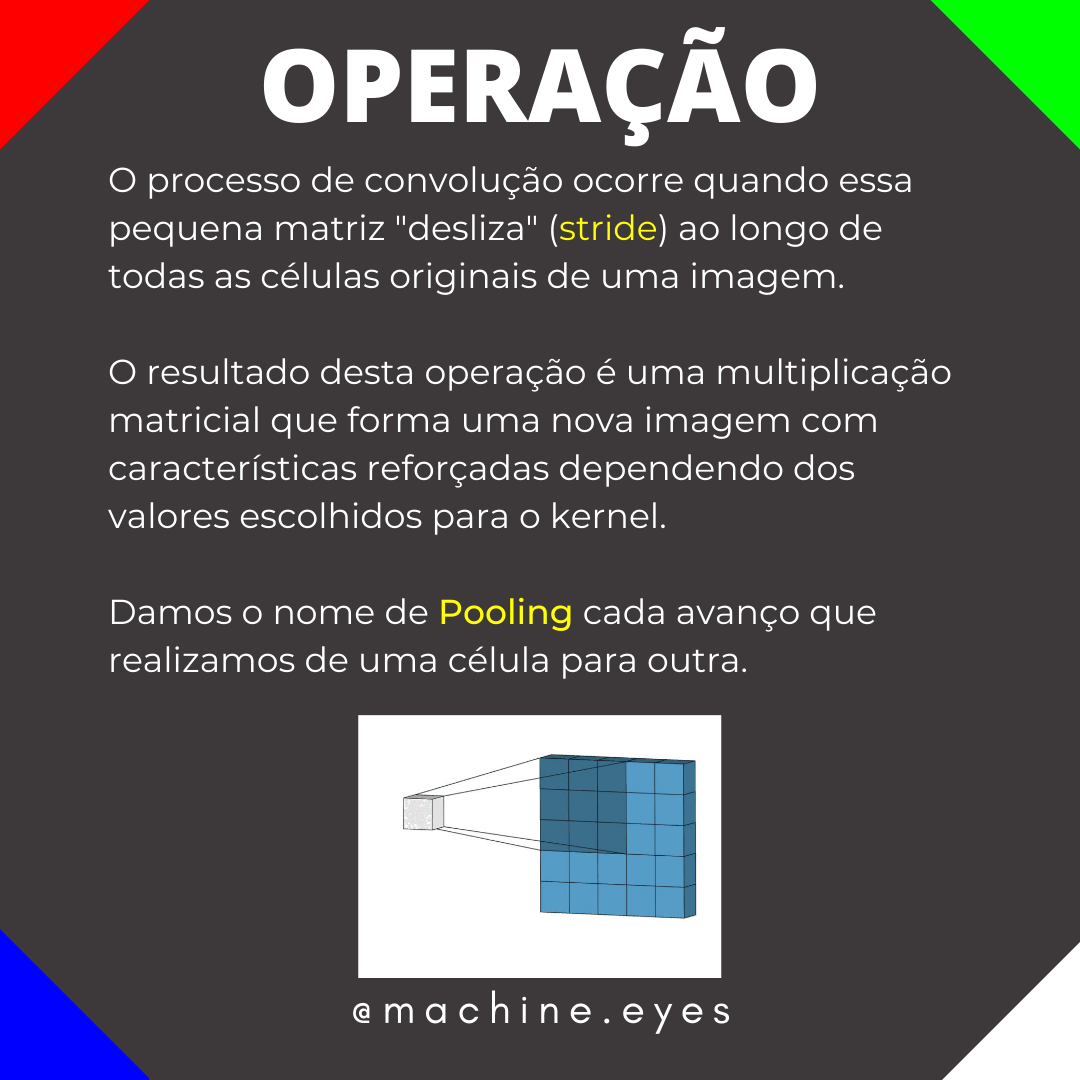 OPERAÇÃO
O processo de convolução ocorre quando essa
pequena matriz "desliza" (stride) ao longo de
todas as células originais de uma imagem.
O resultado desta operação é uma multiplicação
matricial que forma uma nova imagem com
características reforçadas dependendo dos
valores escolhidos para o kernel.
Damos o nome de Pooling cada avanço que
realizamos de uma célula para outra.
@machine.eyes